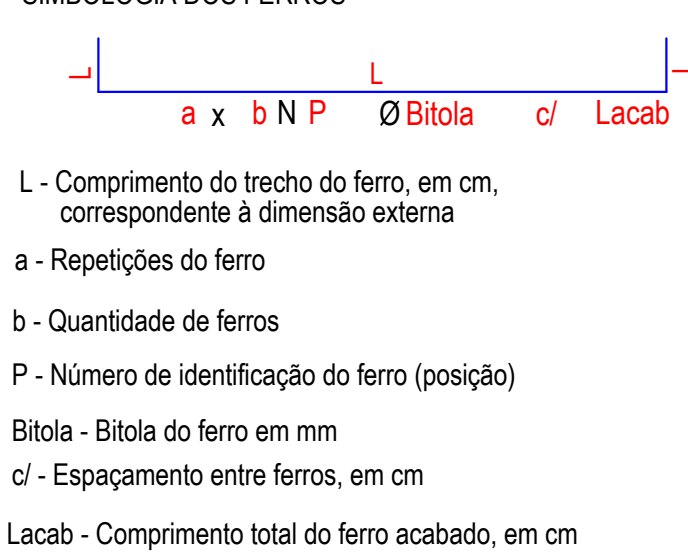 SIMBOLOGIA DOS FERROS
L L L
a x b N P Ø Bitola c/ Lacab
L - Comprimento do trecho do ferro, em cm,
correspondente à dimensão externa
a - Repetições do ferro
b - Quantidade de ferros
P - Número de identificação do ferro (posição)
Bitola - Bitola do ferro em mm
c/ - Espaçamento entre ferros, em cm
Lacab - Comprimento total do ferro acabado, em cm